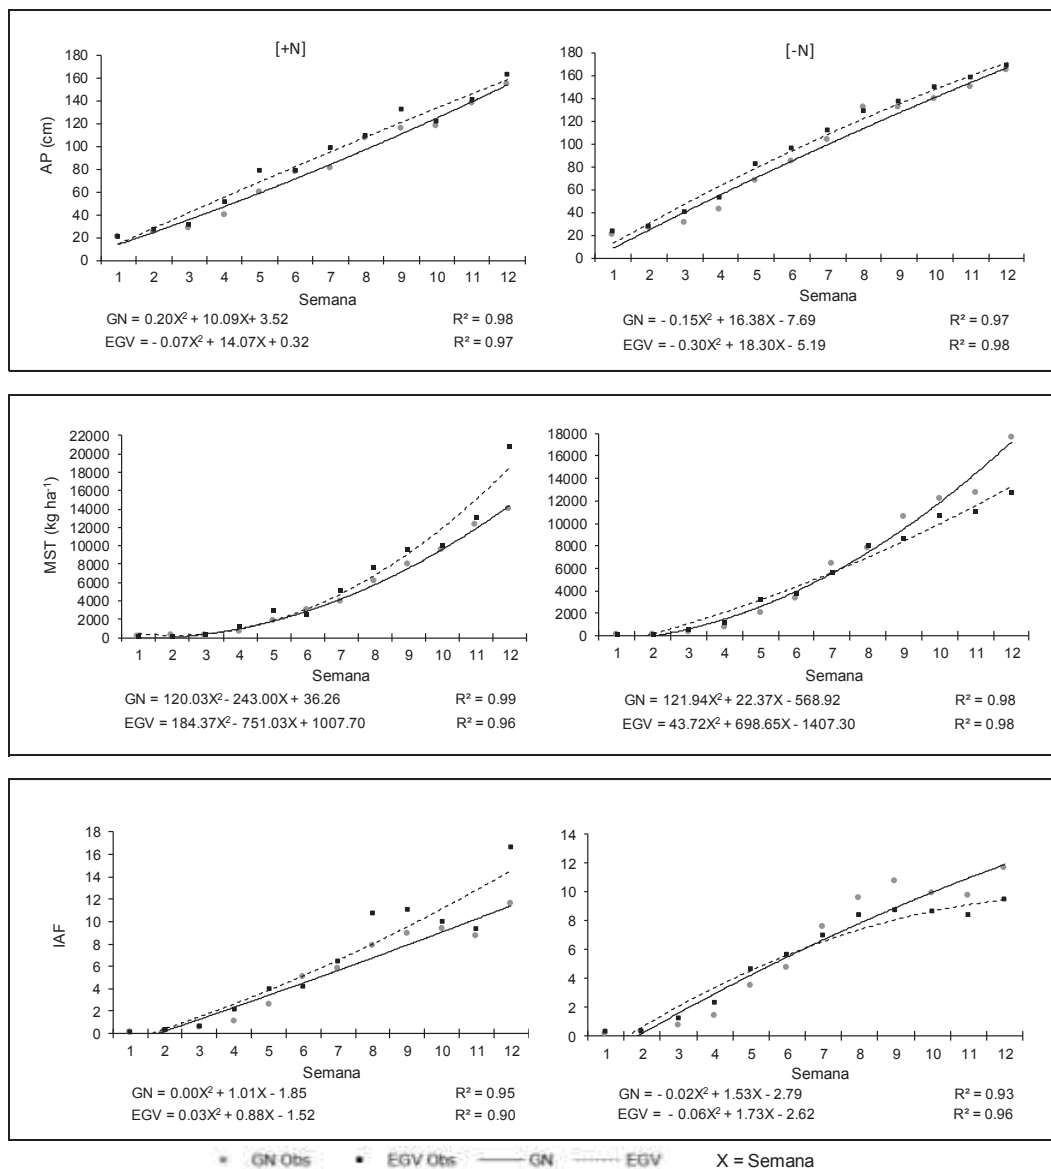 [+N]
AP (cm)
180
160
140
120
100
80
60
40
20
0
1 2 3 4 5 6 7 8 9 10 11 12
Semana
GN = 0.20X² + 10.09X+ 3.52 R² = 0.98
EGV = - 0.07X² + 14.07X + 0.32 R² = 0.97
[-N]
180
160
140
120
100
80
60
40
20
0
1 2 3 4 5 6 7 8 9 10 11 12
Semana
GN = - 0.15X² + 16.38X - 7.69 R² = 0.97
EGV = - 0.30X² + 18.30X - 5.19 R² = 0.98
MST (kg ha⁻¹)
22000
20000
18000
16000
14000
12000
10000
8000
6000
4000
2000
0
1 2 3 4 5 6 7 8 9 10 11 12
Semana
GN = 120.03X² - 243.00X + 36.26 R² = 0.99
EGV = 184.37X² - 751.03X + 1007.70 R² = 0.96
18000
16000
14000
12000
10000
8000
6000
4000
2000
0
1 2 3 4 5 6 7 8 9 10 11 12
Semana
GN = 121.94X² + 22.37X - 568.92 R² = 0.98
EGV = 43.72X² + 698.65X - 1407.30 R² = 0.98
IAF
18
16
14
12
10
8
6
4
2
0
1 2 3 4 5 6 7 8 9 10 11 12
Semana
GN = 0.00X² + 1.01X - 1.85 R² = 0.95
EGV = 0.03X² + 0.88X - 1.52 R² = 0.90
14
12
10
8
6
4
2
0
1 2 3 4 5 6 7 8 9 10 11 12
Semana
GN = - 0.02X² + 1.53X - 2.79 R² = 0.93
EGV = - 0.06X² + 1.73X - 2.62 R² = 0.96
GN Obs EGV Obs GN EGV X = Semana